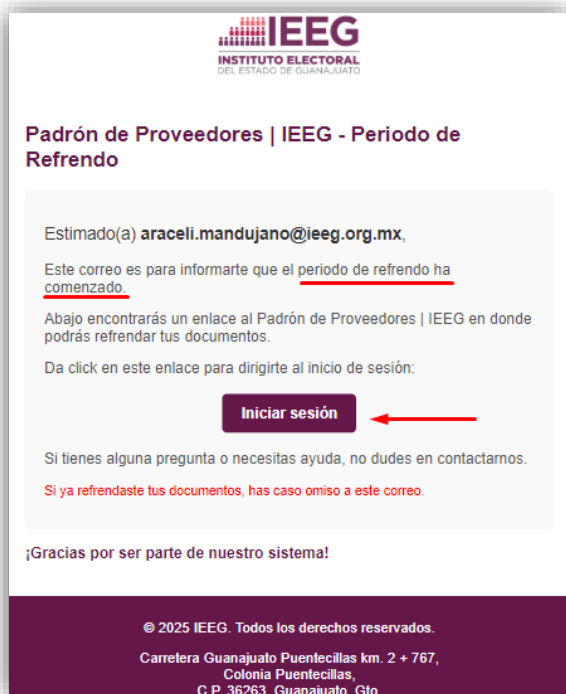 IEEG
INSTITUTO ELECTORAL
DEL ESTADO DE GUANAJUATO
Padrón de Proveedores | IEEG - Periodo de
Refrendo
Estimado(a) araceli.mandujano@ieeg.org.mx,
Este correo es para informarte que el periodo de refrendo ha
comenzado.
Abajo encontrarás un enlace al Padrón de Proveedores | IEEG en donde
podrás refrendar tus documentos.
Da click en este enlace para dirigirte al inicio de sesión:
Iniciar sesión
Si tienes alguna pregunta o necesitas ayuda, no dudes en contactarnos.
Si ya refrendaste tus documentos, has caso omiso a este correo.
¡Gracias por ser parte de nuestro sistema!
© 2025 IEEG. Todos los derechos reservados.
Carretera Guanajuato Puentecillas km. 2 + 767,
Colonia Puentecillas,
C.P. 36263, Guanajuato, Gto